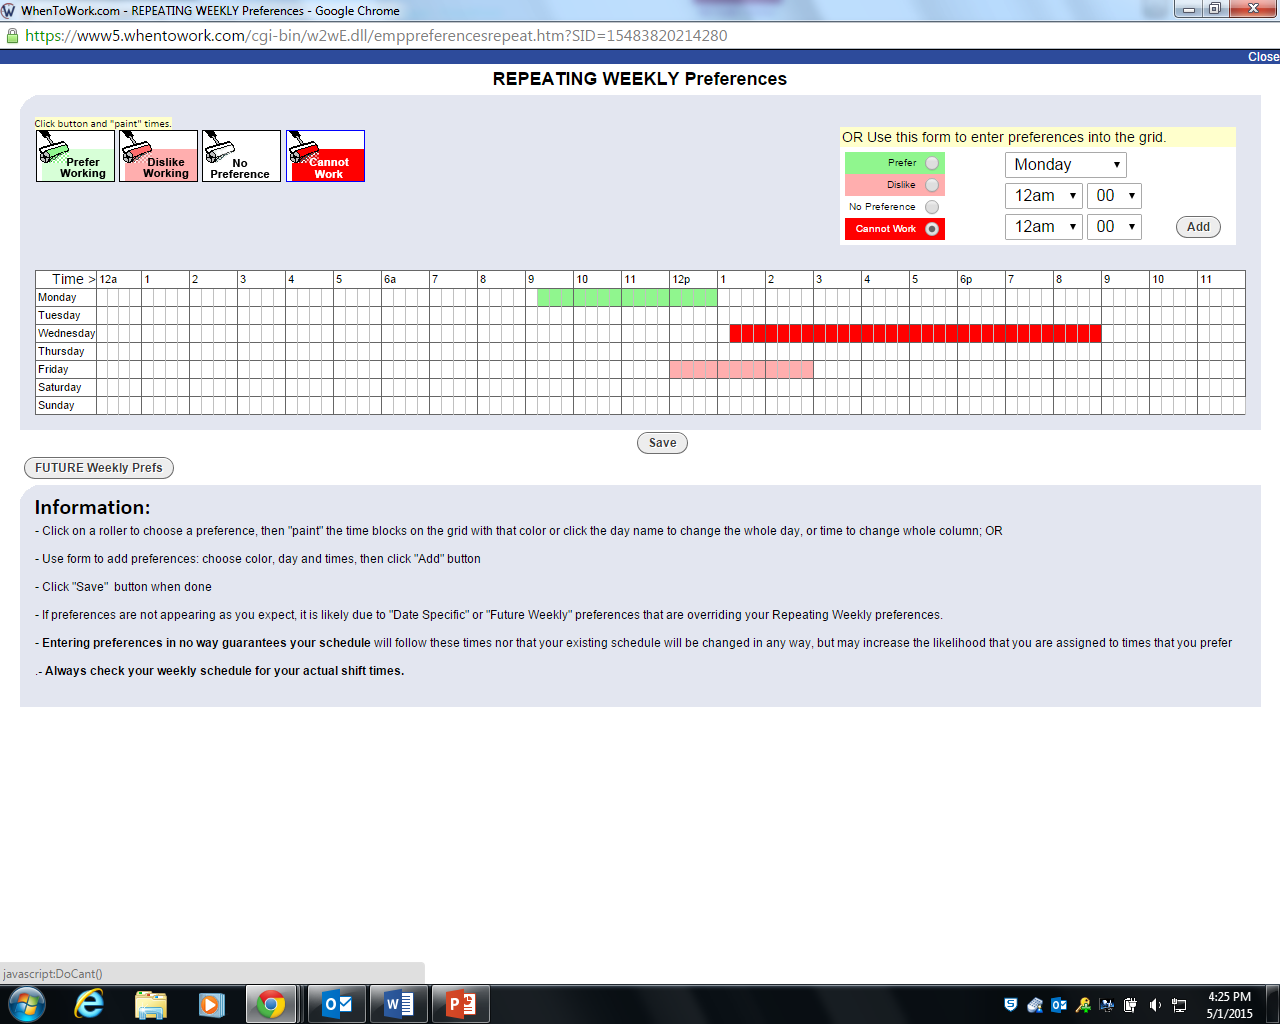 WhenToWork.com - REPEATING WEEKLY Preferences - Google Chrome
https://www5.whentowork.com/cgi-bin/w2wE.dll/emppreferencesrepeat.htm?SID=15483820214280
Close
REPEATING WEEKLY Preferences
Click button and "paint" times.
Prefer Working
Dislike Working
No Preference
Cannot Work
OR Use this form to enter preferences into the grid.
Prefer
Dislike
No Preference
Cannot Work
Monday
12am 00
12am 00
Add
Time > 12a 1 2 3 4 5 6a 7 8 9 10 11 12p 1 2 3 4 5 6p 7 8 9 10 11
Monday
Tuesday
Wednesday
Thursday
Friday
Saturday
Sunday
Save
FUTURE Weekly Prefs
Information:
- Click on a roller to choose a preference, then "paint" the time blocks on the grid with that color or click the day name to change the whole day, or time to change whole column; OR
- Use form to add preferences: choose color, day and times, then click "Add" button
- Click "Save" button when done
- If preferences are not appearing as you expect, it is likely due to "Date Specific" or "Future Weekly" preferences that are overriding your Repeating Weekly preferences.
- Entering preferences in no way guarantees your schedule will follow these times nor that your existing schedule will be changed in any way, but may increase the likelihood that you are assigned to times that you prefer
.- Always check your weekly schedule for your actual shift times.
javascript:DoCant()
4:25 PM
5/1/2015